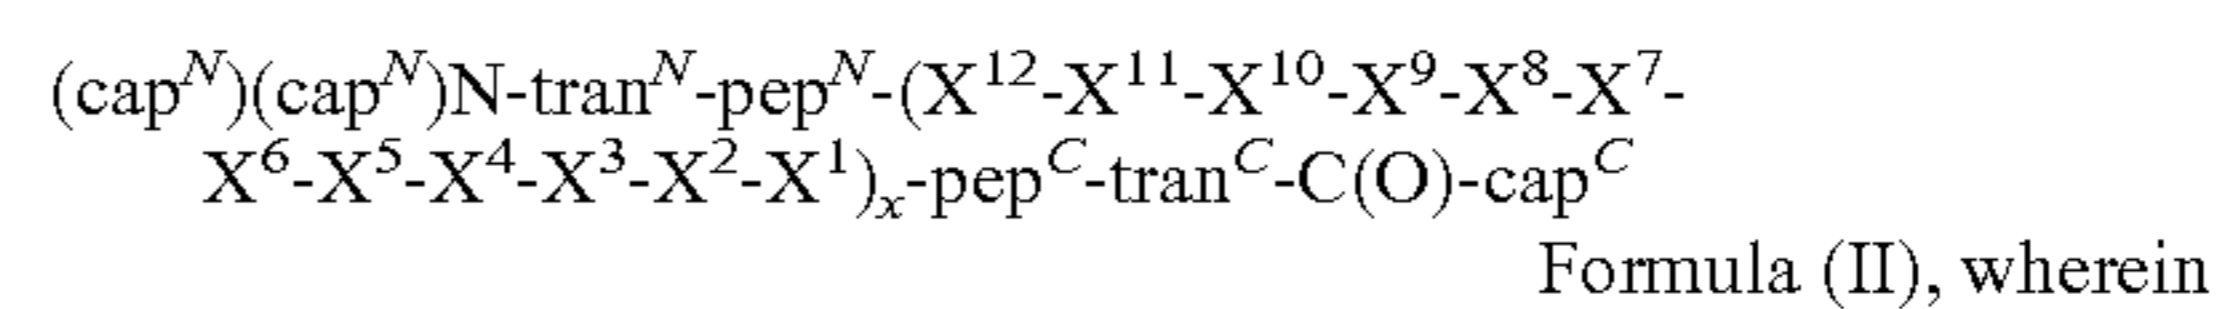 (cap^N)(cap^N)N-tran^N-pep^N-(X^12-X^11-X^10-X^9-X^8-X^7-
X^6-X^5-X^4-X^3-X^2-X^1)_x-pep^C-tran^C-C(O)-cap^C
Formula (II), wherein